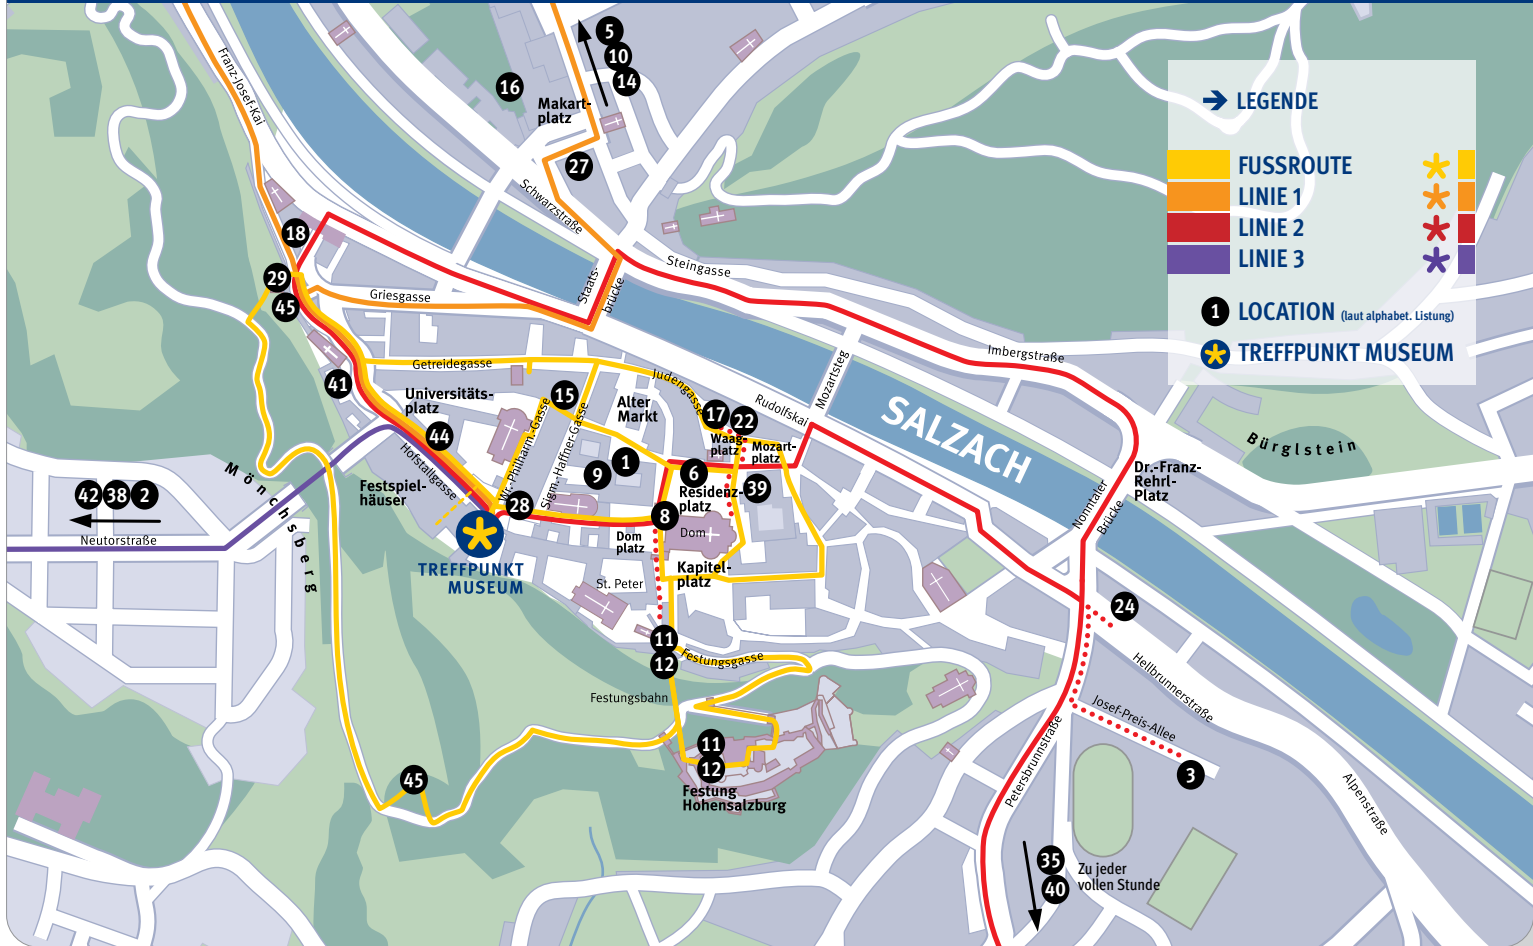 5
10
14
16
Makart-
platz
27
Franz-Josef-Kai
Schwarzstraße
LEGENDE
FUSSROUTE
LINIE 1
LINIE 2
LINIE 3
1 LOCATION (laut alphabet. Listung)
TREFFPUNKT MUSEUM
18
29
45
Griesgasse
Staats-
brücke
Steingasse
Imbergstraße
Getreidegasse
41
Universitäts-
platz
44
15
Alter
Markt
Judengasse
17
22
Waag-
platz
Mozart-
platz
Rudolfskai
Mozartsteg
SALZACH
Bürglstein
Dr.-Franz-
Rehrl-
Platz
Nonntaler
Brücke
Mönchsberg
42 38 2
Neutorstraße
Hofstallgasse
Festspiel-
häuser
Wr.-Philharm.-Gasse
Sigm.-Haffner-Gasse
9
1
6
Residenz-
platz
39
28
8
Dom
platz
Dom
TREFFPUNKT
MUSEUM
St. Peter
Kapitel-
platz
11
12
Festungsgasse
Festungsbahn
11
12
Festung
Hohensalzburg
45
24
Hellbrunnerstraße
Josef-Preis-Allee
3
Petersbrunnstraße
Alpenstraße
35
40
Zu jeder
vollen Stunde